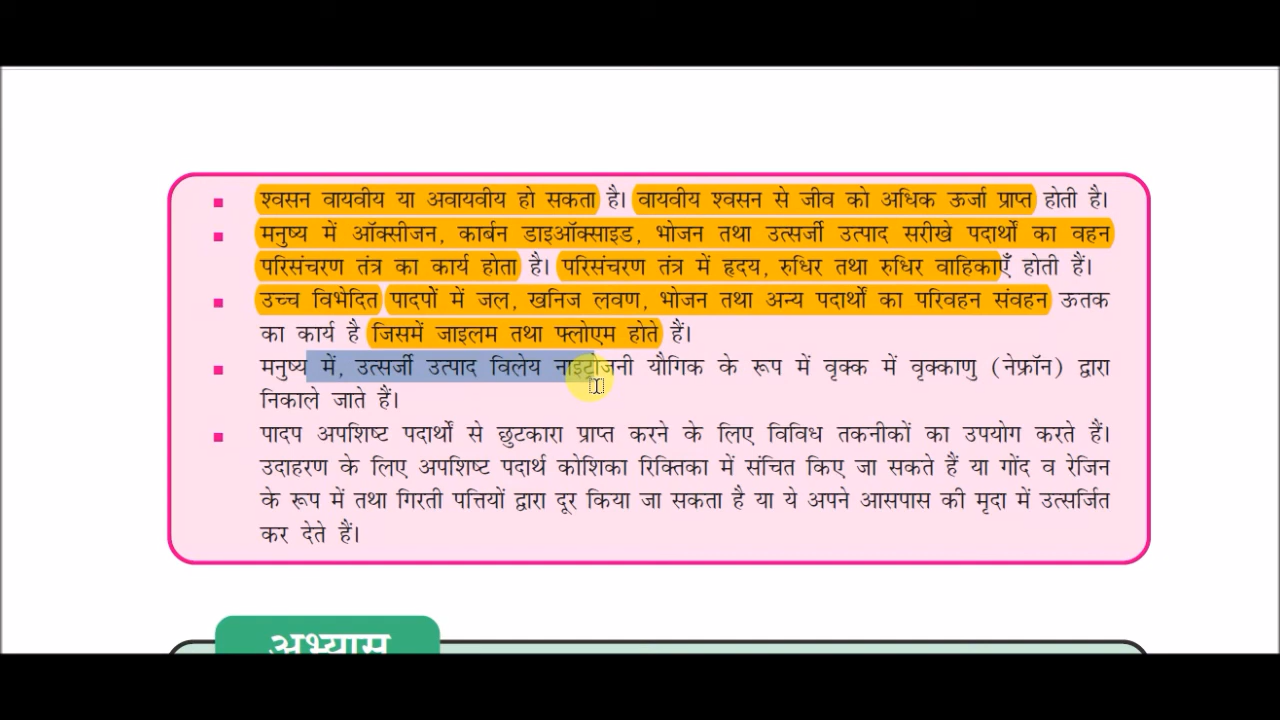 ▪ श्वसन वायवीय या अवायवीय हो सकता है। वायवीय श्वसन से जीव को अधिक ऊर्जा प्राप्त होती है।
▪ मनुष्य में ऑक्सीजन, कार्बन डाइऑक्साइड, भोजन तथा उत्सर्जी उत्पाद सरीखे पदार्थों का वहन
परिसंचरण तंत्र का कार्य होता है। परिसंचरण तंत्र में हृदय, रुधिर तथा रुधिर वाहिकाएँ होती हैं।
▪ उच्च विभेदित पादपों में जल, खनिज लवण, भोजन तथा अन्य पदार्थों का परिवहन संवहन ऊतक
का कार्य है जिसमें जाइलम तथा फ्लोएम होते हैं।
▪ मनुष्य में, उत्सर्जी उत्पाद विलेय नाइट्रोजनी यौगिक के रूप में वृक्क में वृक्काणु (नेफ्रॉन) द्वारा
निकाले जाते हैं।
▪ पादप अपशिष्ट पदार्थों से छुटकारा प्राप्त करने के लिए विविध तकनीकों का उपयोग करते हैं।
उदाहरण के लिए अपशिष्ट पदार्थ कोशिका रिक्तिका में संचित किए जा सकते हैं या गोंद व रेजिन
के रूप में तथा गिरती पत्तियों द्वारा दूर किया जा सकता है या ये अपने आसपास की मृदा में उत्सर्जित
कर देते हैं।
अभ्यास